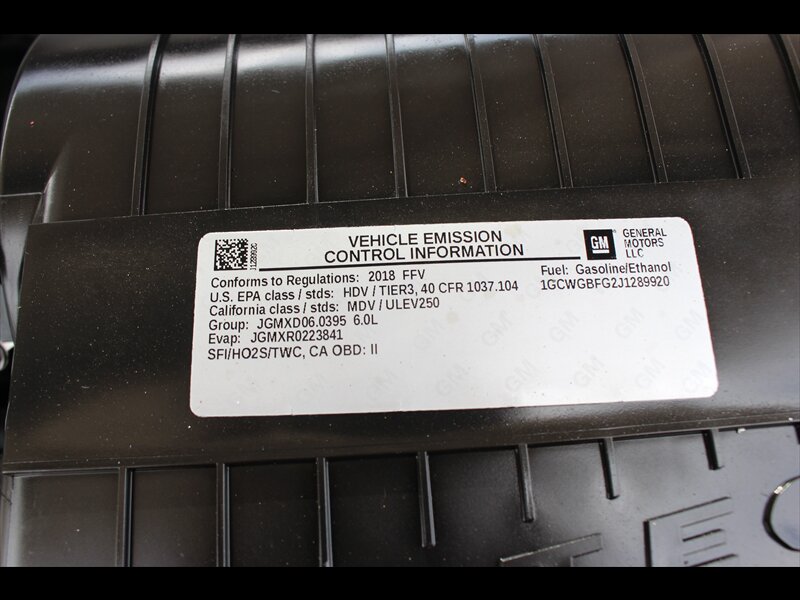 VEHICLE EMISSION
CONTROL INFORMATION
GM
GENERAL
MOTORS
LLC
Conforms to Regulations: 2018 FFV
Fuel: Gasoline/Ethanol
U.S. EPA class / stds: HDV / TIER3, 40 CFR 1037.104
1GCWGBFG2J1289920
California class / stds: MDV / ULEV250
Group: JGMXD06.0395 6.0L
Evap: JGMXR0223841
SFI/HO2S/TWC, CA OBD: II
TEC